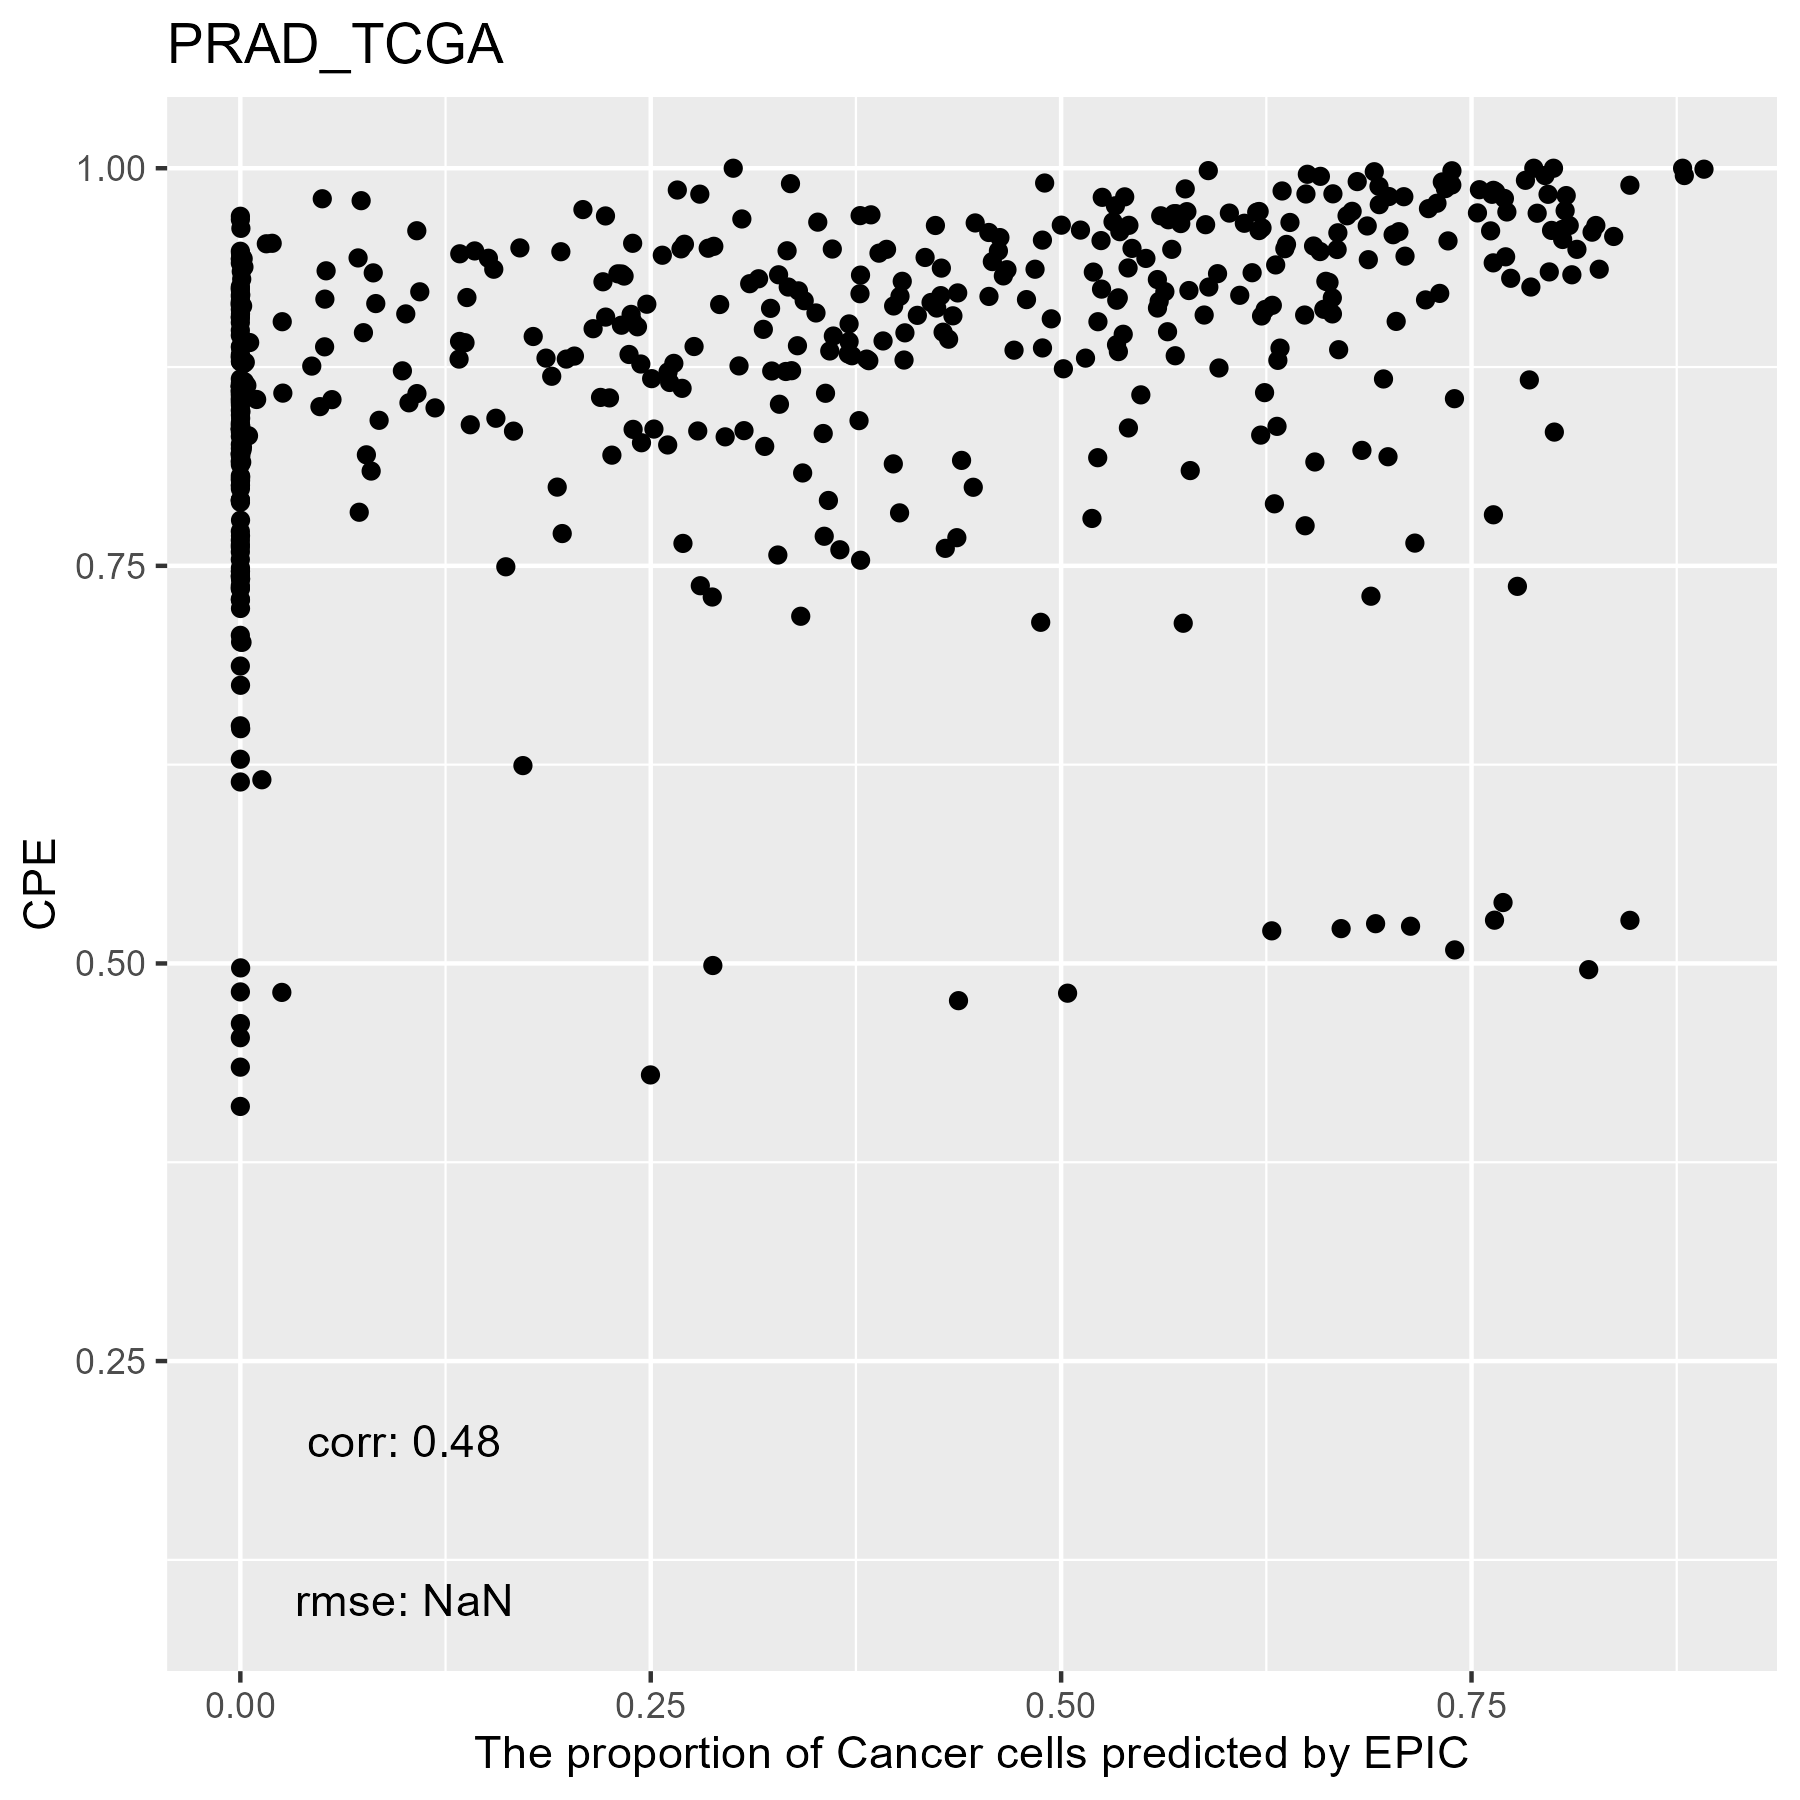 PRAD_TCGA
1.00
0.75
0.50
0.25
CPE
corr: 0.48
rmse: NaN
0.00 0.25 0.50 0.75
The proportion of Cancer cells predicted by EPIC